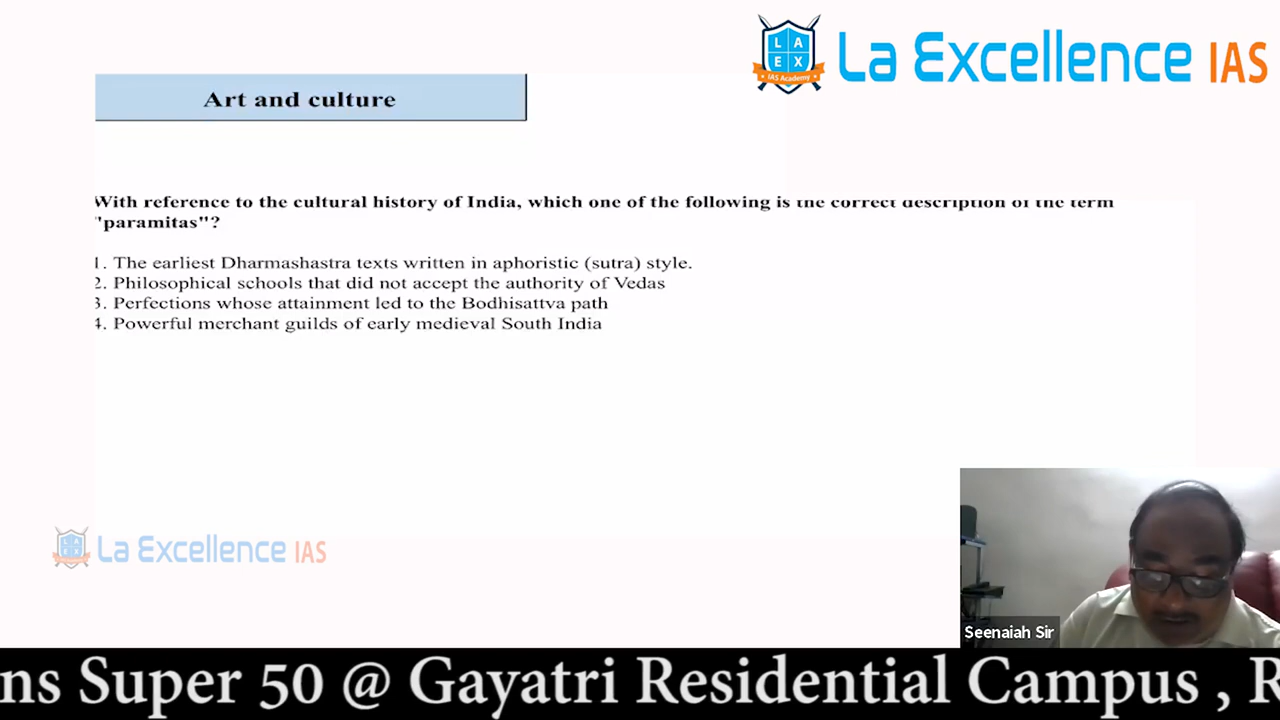 L A
E X
IAS Academy
La Excellence IAS
Art and culture
With reference to the cultural history of India, which one of the following is the correct description of the term
"paramitas"?
1. The earliest Dharmashastra texts written in aphoristic (sutra) style.
2. Philosophical schools that did not accept the authority of Vedas
3. Perfections whose attainment led to the Bodhisattva path
4. Powerful merchant guilds of early medieval South India
L A
E X
La Excellence IAS
Seenaiah Sir
ns Super 50 @ Gayatri Residential Campus , R